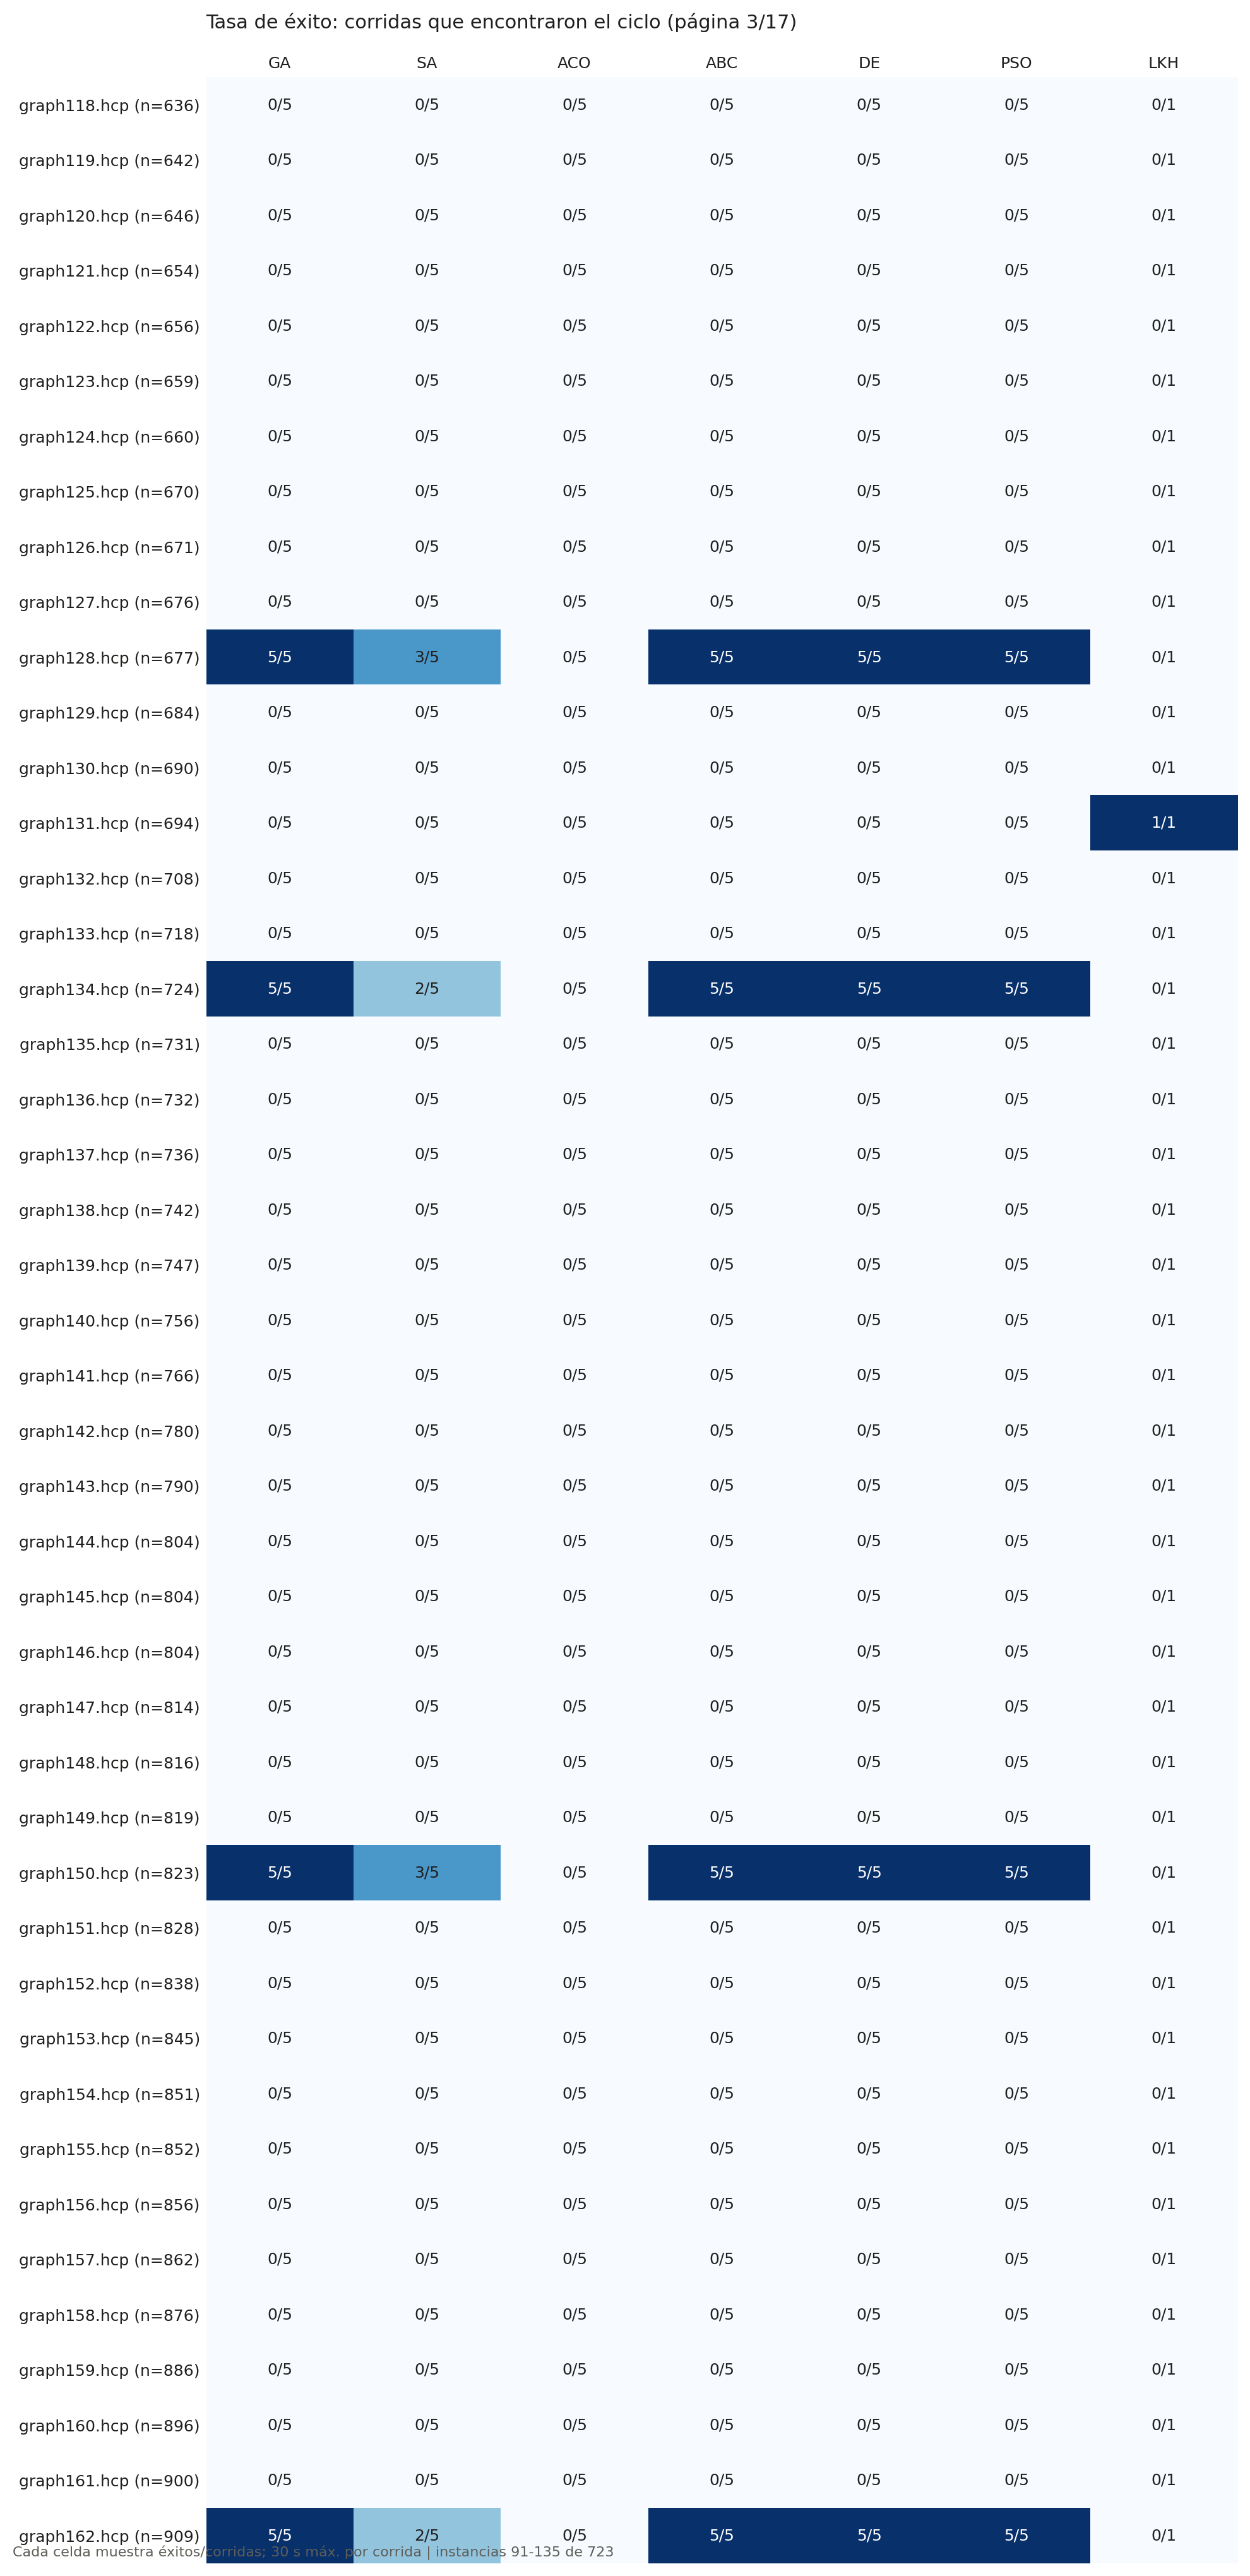 Tasa de éxito: corridas que encontraron el ciclo (página 3/17)
GA SA ACO ABC DE PSO LKH
graph118.hcp (n=636) 0/5 0/5 0/5 0/5 0/5 0/5 0/1
graph119.hcp (n=642) 0/5 0/5 0/5 0/5 0/5 0/5 0/1
graph120.hcp (n=646) 0/5 0/5 0/5 0/5 0/5 0/5 0/1
graph121.hcp (n=654) 0/5 0/5 0/5 0/5 0/5 0/5 0/1
graph122.hcp (n=656) 0/5 0/5 0/5 0/5 0/5 0/5 0/1
graph123.hcp (n=659) 0/5 0/5 0/5 0/5 0/5 0/5 0/1
graph124.hcp (n=660) 0/5 0/5 0/5 0/5 0/5 0/5 0/1
graph125.hcp (n=670) 0/5 0/5 0/5 0/5 0/5 0/5 0/1
graph126.hcp (n=671) 0/5 0/5 0/5 0/5 0/5 0/5 0/1
graph127.hcp (n=676) 0/5 0/5 0/5 0/5 0/5 0/5 0/1
graph128.hcp (n=677) 5/5 3/5 0/5 5/5 5/5 5/5 0/1
graph129.hcp (n=684) 0/5 0/5 0/5 0/5 0/5 0/5 0/1
graph130.hcp (n=690) 0/5 0/5 0/5 0/5 0/5 0/5 0/1
graph131.hcp (n=694) 0/5 0/5 0/5 0/5 0/5 0/5 1/1
graph132.hcp (n=708) 0/5 0/5 0/5 0/5 0/5 0/5 0/1
graph133.hcp (n=718) 0/5 0/5 0/5 0/5 0/5 0/5 0/1
graph134.hcp (n=724) 5/5 2/5 0/5 5/5 5/5 5/5 0/1
graph135.hcp (n=731) 0/5 0/5 0/5 0/5 0/5 0/5 0/1
graph136.hcp (n=732) 0/5 0/5 0/5 0/5 0/5 0/5 0/1
graph137.hcp (n=736) 0/5 0/5 0/5 0/5 0/5 0/5 0/1
graph138.hcp (n=742) 0/5 0/5 0/5 0/5 0/5 0/5 0/1
graph139.hcp (n=747) 0/5 0/5 0/5 0/5 0/5 0/5 0/1
graph140.hcp (n=756) 0/5 0/5 0/5 0/5 0/5 0/5 0/1
graph141.hcp (n=766) 0/5 0/5 0/5 0/5 0/5 0/5 0/1
graph142.hcp (n=780) 0/5 0/5 0/5 0/5 0/5 0/5 0/1
graph143.hcp (n=790) 0/5 0/5 0/5 0/5 0/5 0/5 0/1
graph144.hcp (n=804) 0/5 0/5 0/5 0/5 0/5 0/5 0/1
graph145.hcp (n=804) 0/5 0/5 0/5 0/5 0/5 0/5 0/1
graph146.hcp (n=804) 0/5 0/5 0/5 0/5 0/5 0/5 0/1
graph147.hcp (n=814) 0/5 0/5 0/5 0/5 0/5 0/5 0/1
graph148.hcp (n=816) 0/5 0/5 0/5 0/5 0/5 0/5 0/1
graph149.hcp (n=819) 0/5 0/5 0/5 0/5 0/5 0/5 0/1
graph150.hcp (n=823) 5/5 3/5 0/5 5/5 5/5 5/5 0/1
graph151.hcp (n=828) 0/5 0/5 0/5 0/5 0/5 0/5 0/1
graph152.hcp (n=838) 0/5 0/5 0/5 0/5 0/5 0/5 0/1
graph153.hcp (n=845) 0/5 0/5 0/5 0/5 0/5 0/5 0/1
graph154.hcp (n=851) 0/5 0/5 0/5 0/5 0/5 0/5 0/1
graph155.hcp (n=852) 0/5 0/5 0/5 0/5 0/5 0/5 0/1
graph156.hcp (n=856) 0/5 0/5 0/5 0/5 0/5 0/5 0/1
graph157.hcp (n=862) 0/5 0/5 0/5 0/5 0/5 0/5 0/1
graph158.hcp (n=876) 0/5 0/5 0/5 0/5 0/5 0/5 0/1
graph159.hcp (n=886) 0/5 0/5 0/5 0/5 0/5 0/5 0/1
graph160.hcp (n=896) 0/5 0/5 0/5 0/5 0/5 0/5 0/1
graph161.hcp (n=900) 0/5 0/5 0/5 0/5 0/5 0/5 0/1
graph162.hcp (n=909) 5/5 2/5 0/5 5/5 5/5 5/5 0/1
Cada celda muestra éxitos/corridas; 30 s máx. por corrida | instancias 91-135 de 723